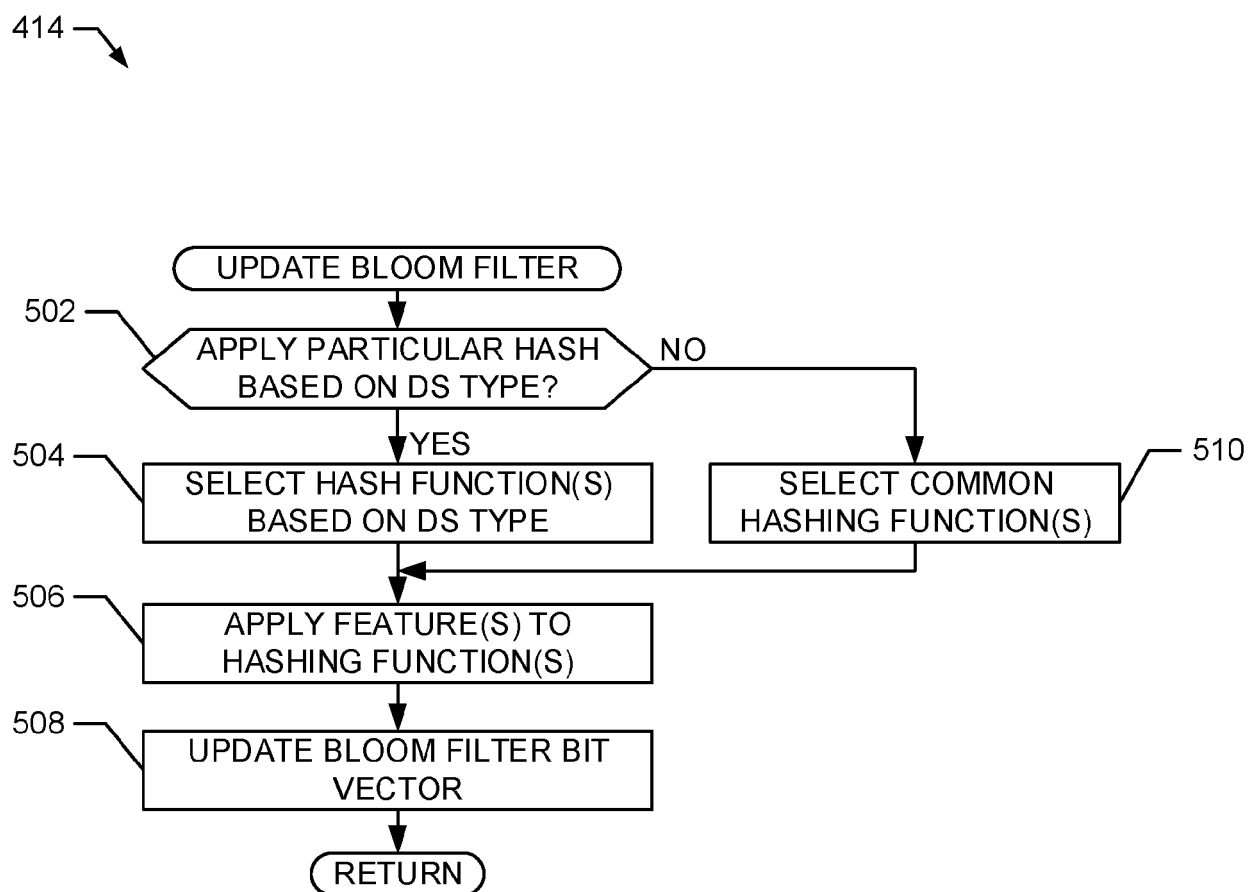 414
UPDATE BLOOM FILTER
502
APPLY PARTICULAR HASH
BASED ON DS TYPE?
NO
YES
504
SELECT HASH FUNCTION(S)
BASED ON DS TYPE
510
SELECT COMMON
HASHING FUNCTION(S)
506
APPLY FEATURE(S) TO
HASHING FUNCTION(S)
508
UPDATE BLOOM FILTER BIT
VECTOR
RETURN